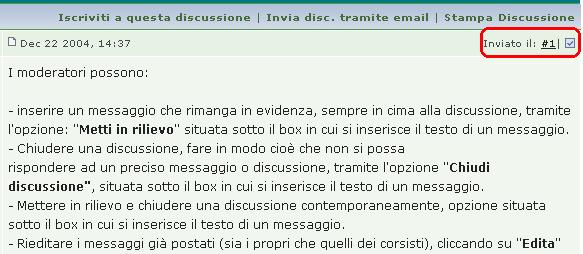 Iscriviti a questa discussione | Invia disc. tramite email | Stampa Discussione
Dec 22 2004, 14:37 Inviato il: #1|
I moderatori possono:
- inserire un messaggio che rimanga in evidenza, sempre in cima alla discussione, tramite
l'opzione: "Metti in rilievo" situata sotto il box in cui si inserisce il testo di un messaggio.
- Chiudere una discussione, fare in modo cioè che non si possa
rispondere ad un preciso messaggio o discussione, tramite l'opzione "Chiudi
discussione", situata sotto il box in cui si inserisce il testo di un messaggio.
- Mettere in rilievo e chiudere una discussione contemporaneamente, opzione situata
sotto il box in cui si inserisce il testo di un messaggio.
- Rieditare i messaggi già postati (sia i propri che quelli dei corsisti), cliccando su "Edita"